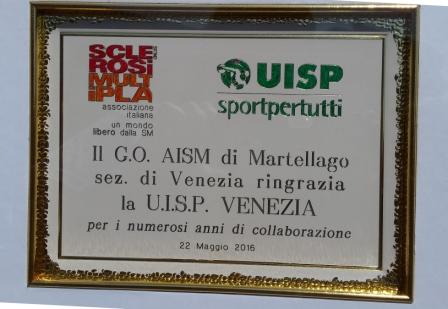 SCLE
ROSI
MULT
iPLA
ONLUS
associazione
italiana
un mondo
libero dalla SM
UISP
sportpertutti
Il G.O. AISM di Martellago
sez. di Venezia ringrazia
la U.I.S.P. VENEZIA
per i numerosi anni di collaborazione
22 Maggio 2016